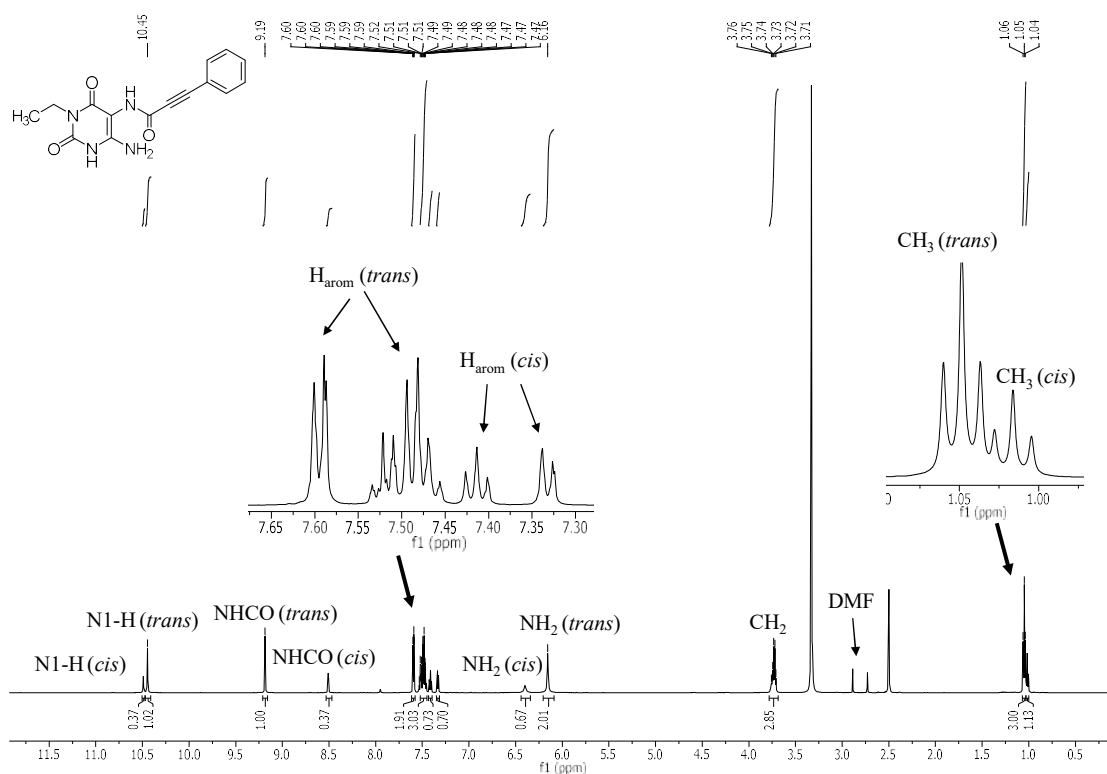 10.45
9.19
7.60
7.60
7.60
7.59
7.59
7.59
7.52
7.51
7.51
7.51
7.49
7.49
7.48
7.48
7.48
7.47
7.47
7.47
6.16
3.76
3.75
3.74
3.73
3.72
3.71
1.06
1.05
1.04
O
H
N
CH₃
N
O
O
N
H
NH₂
Hₐᵣₒₘ (trans)
Hₐᵣₒₘ (cis)
7.65 7.60 7.55 7.50 7.45 7.40 7.35 7.30
f1 (ppm)
CH₃ (trans)
CH₃ (cis)
0 1.05 1.00
f1 (ppm)
N1-H (trans)
N1-H (cis)
NHCO (trans)
NHCO (cis)
NH₂ (trans)
NH₂ (cis)
CH₂
DMF
0.37
1.02
1.00
0.37
1.91
3.03
0.73
0.70
0.67
2.01
2.85
3.00
1.13
11.5 11.0 10.5 10.0 9.5 9.0 8.5 8.0 7.5 7.0 6.5 6.0 5.5 5.0 4.5 4.0 3.5 3.0 2.5 2.0 1.5 1.0 0.5
f1 (ppm)